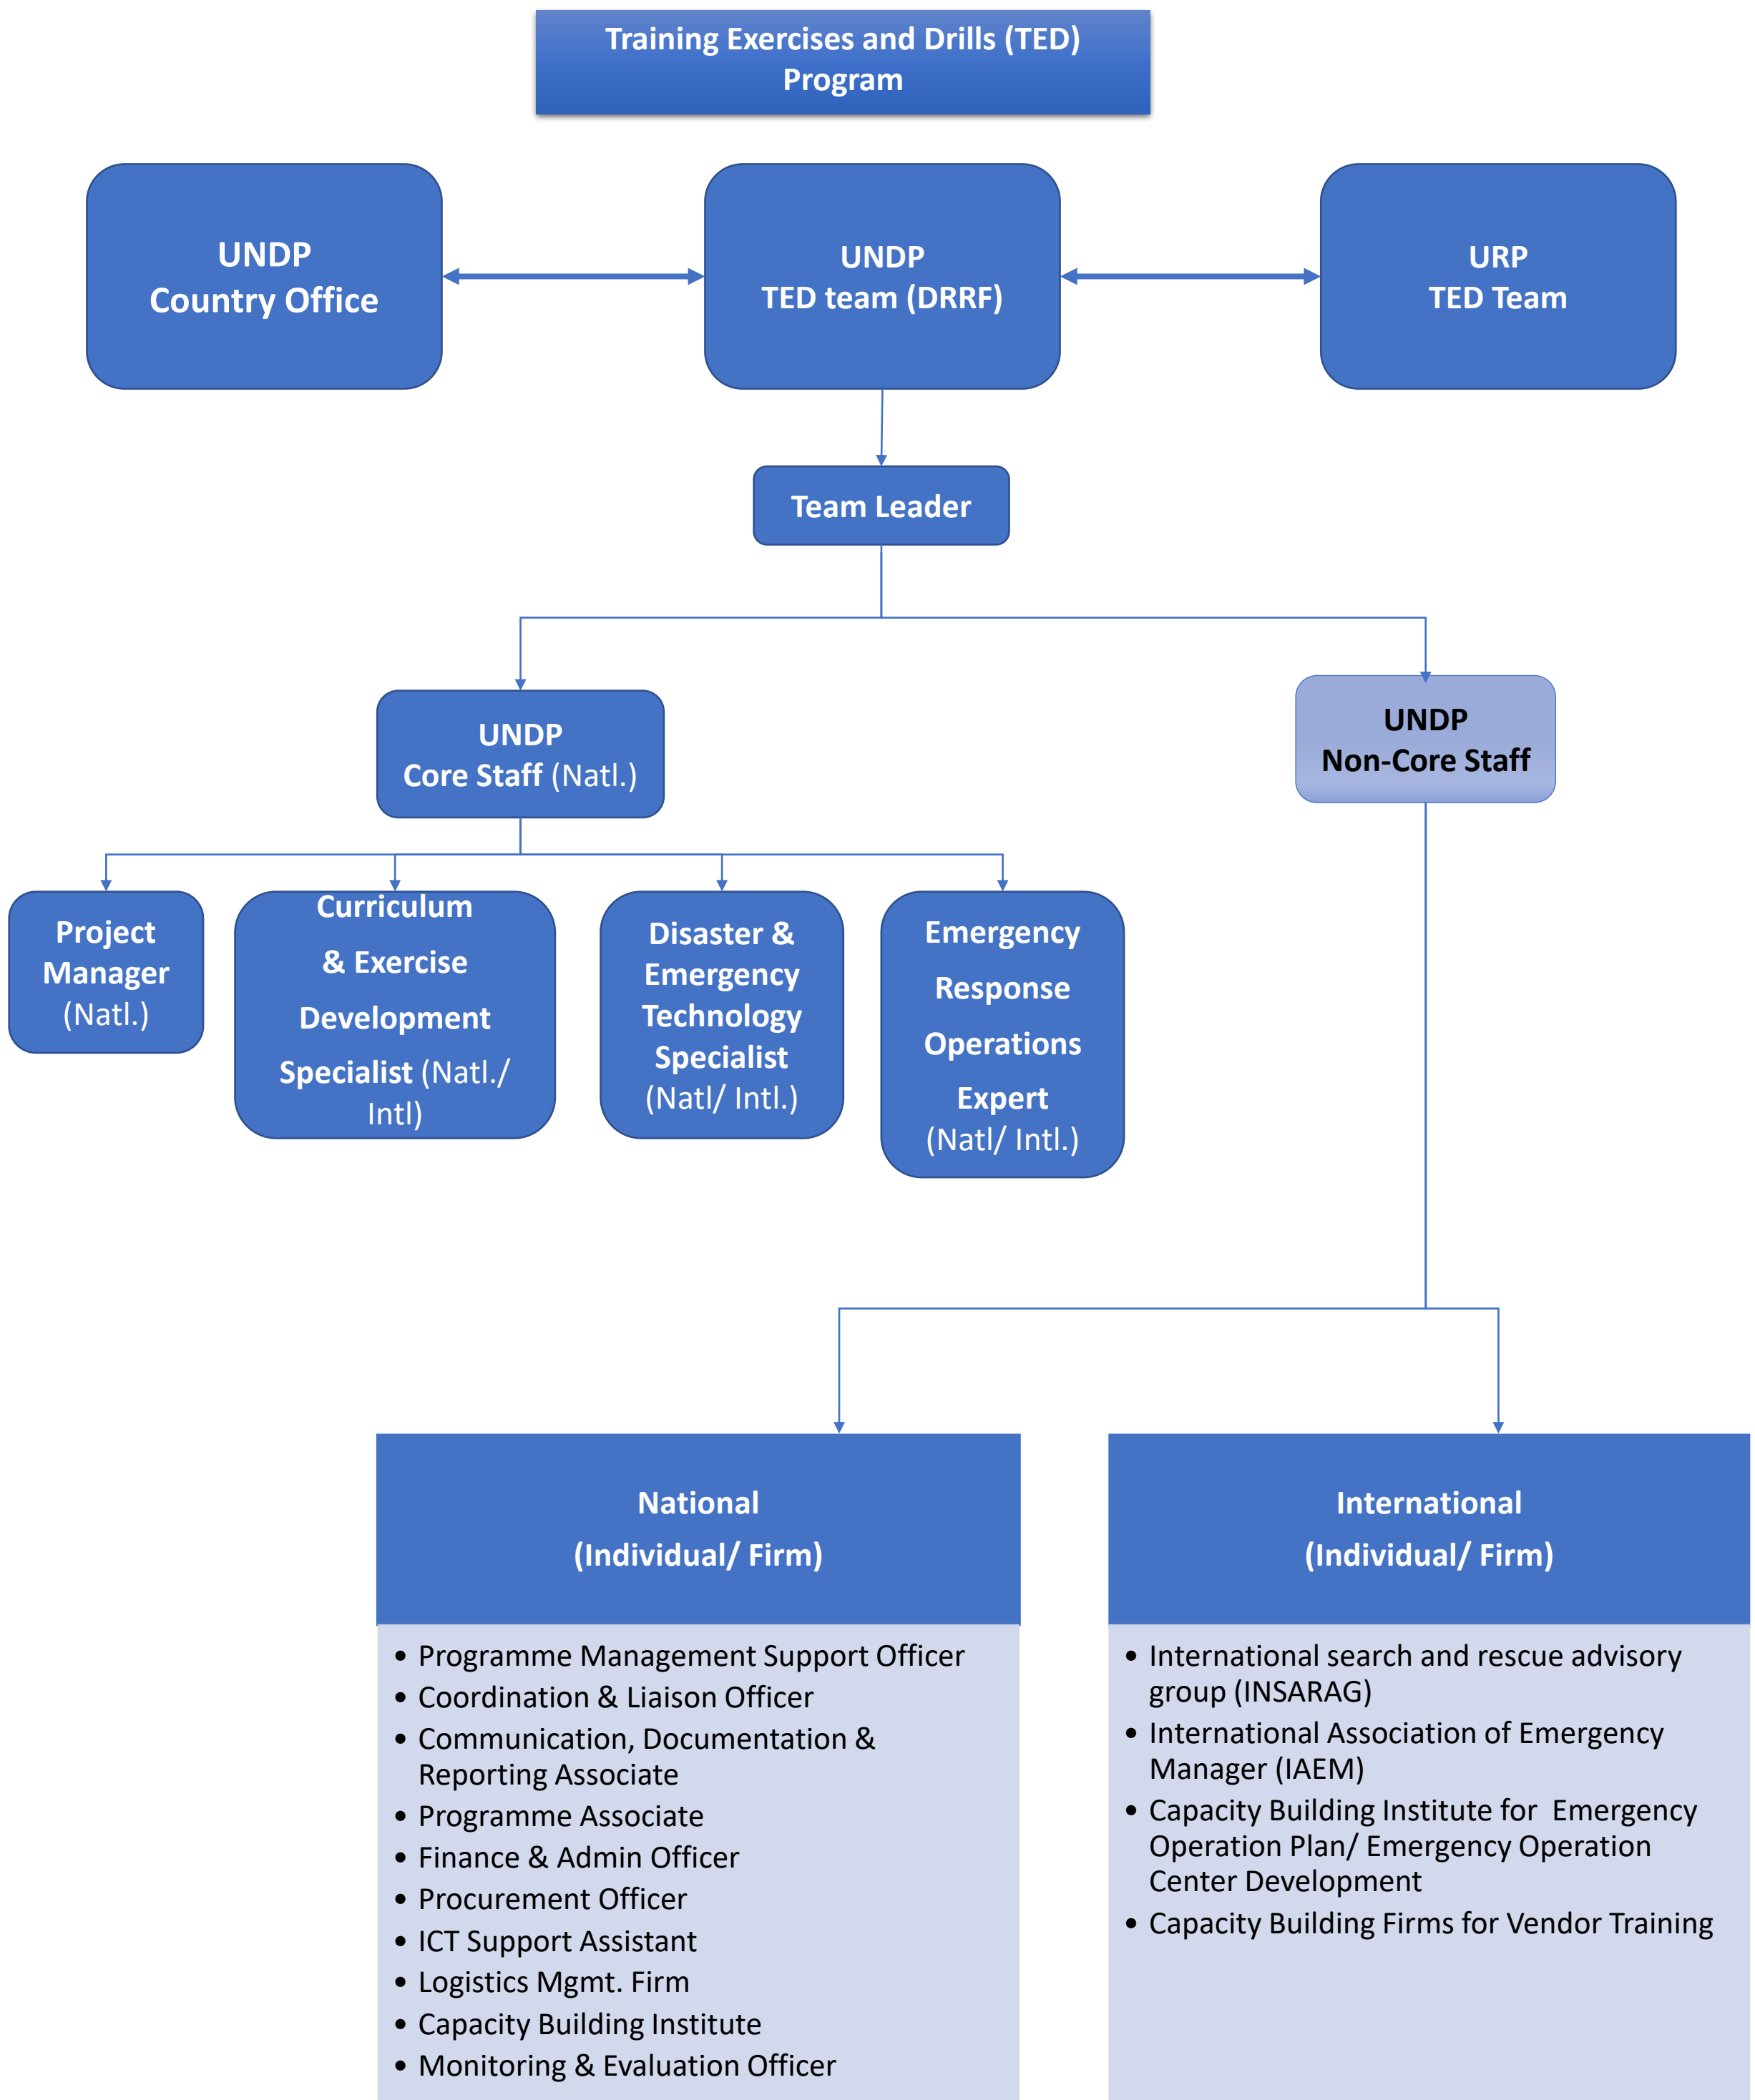 Training Exercises and Drills (TED)
Program
UNDP
Country Office
UNDP
TED team (DRRF)
URP
TED Team
Team Leader
UNDP
Core Staff (Natl.)
UNDP
Non-Core Staff
Project
Manager
(Natl.)
Curriculum
& Exercise
Development
Specialist (Natl./
Intl)
Disaster &
Emergency
Technology
Specialist
(Natl/ Intl.)
Emergency
Response
Operations
Expert
(Natl/ Intl.)
National
(Individual/ Firm)
• Programme Management Support Officer
• Coordination & Liaison Officer
• Communication, Documentation &
Reporting Associate
• Programme Associate
• Finance & Admin Officer
• Procurement Officer
• ICT Support Assistant
• Logistics Mgmt. Firm
• Capacity Building Institute
• Monitoring & Evaluation Officer
International
(Individual/ Firm)
• International search and rescue advisory
group (INSARAG)
• International Association of Emergency
Manager (IAEM)
• Capacity Building Institute for  Emergency
Operation Plan/ Emergency Operation
Center Development
• Capacity Building Firms for Vendor Training